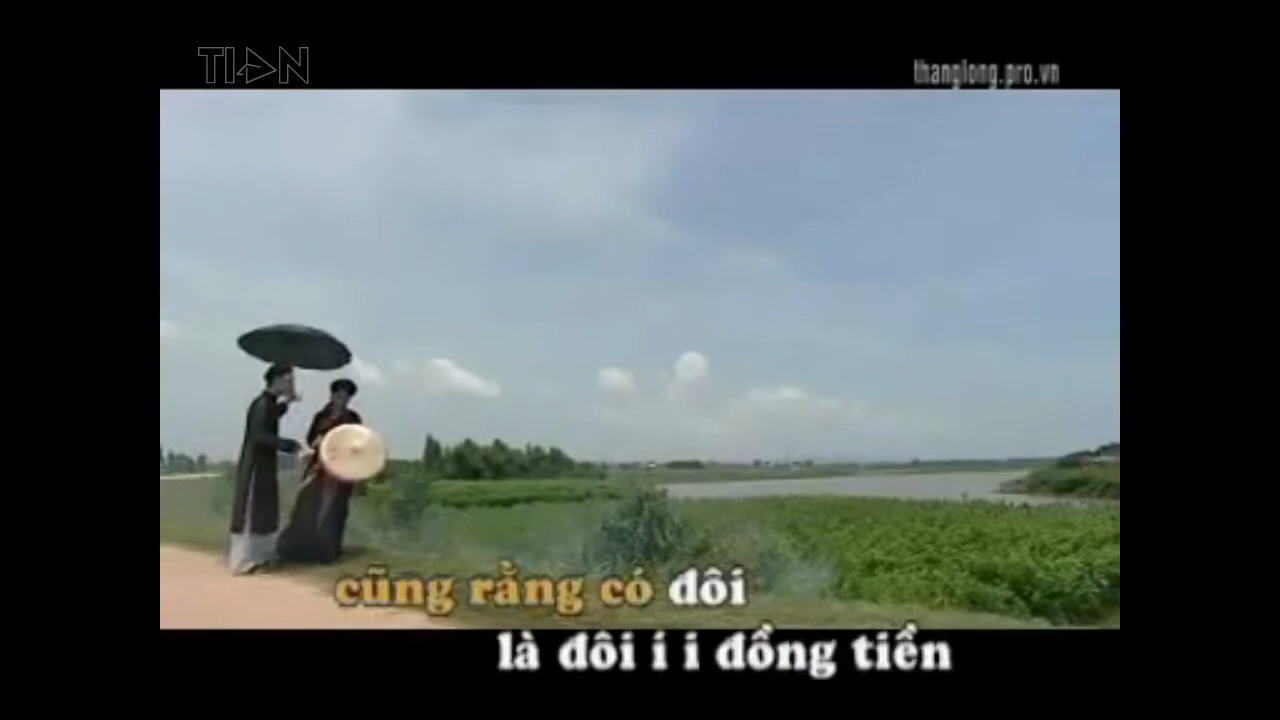 TIAN
thanglong.pro.vn
cũng rằng có đôi
là đôi í i đồng tiền